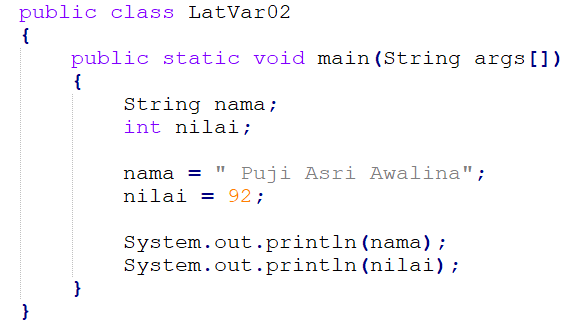 public class LatVar02
{
    public static void main(String args[])
    {
        String nama;
        int nilai;

        nama = " Puji Asri Awalina";
        nilai = 92;

        System.out.println(nama);
        System.out.println(nilai);
    }
}